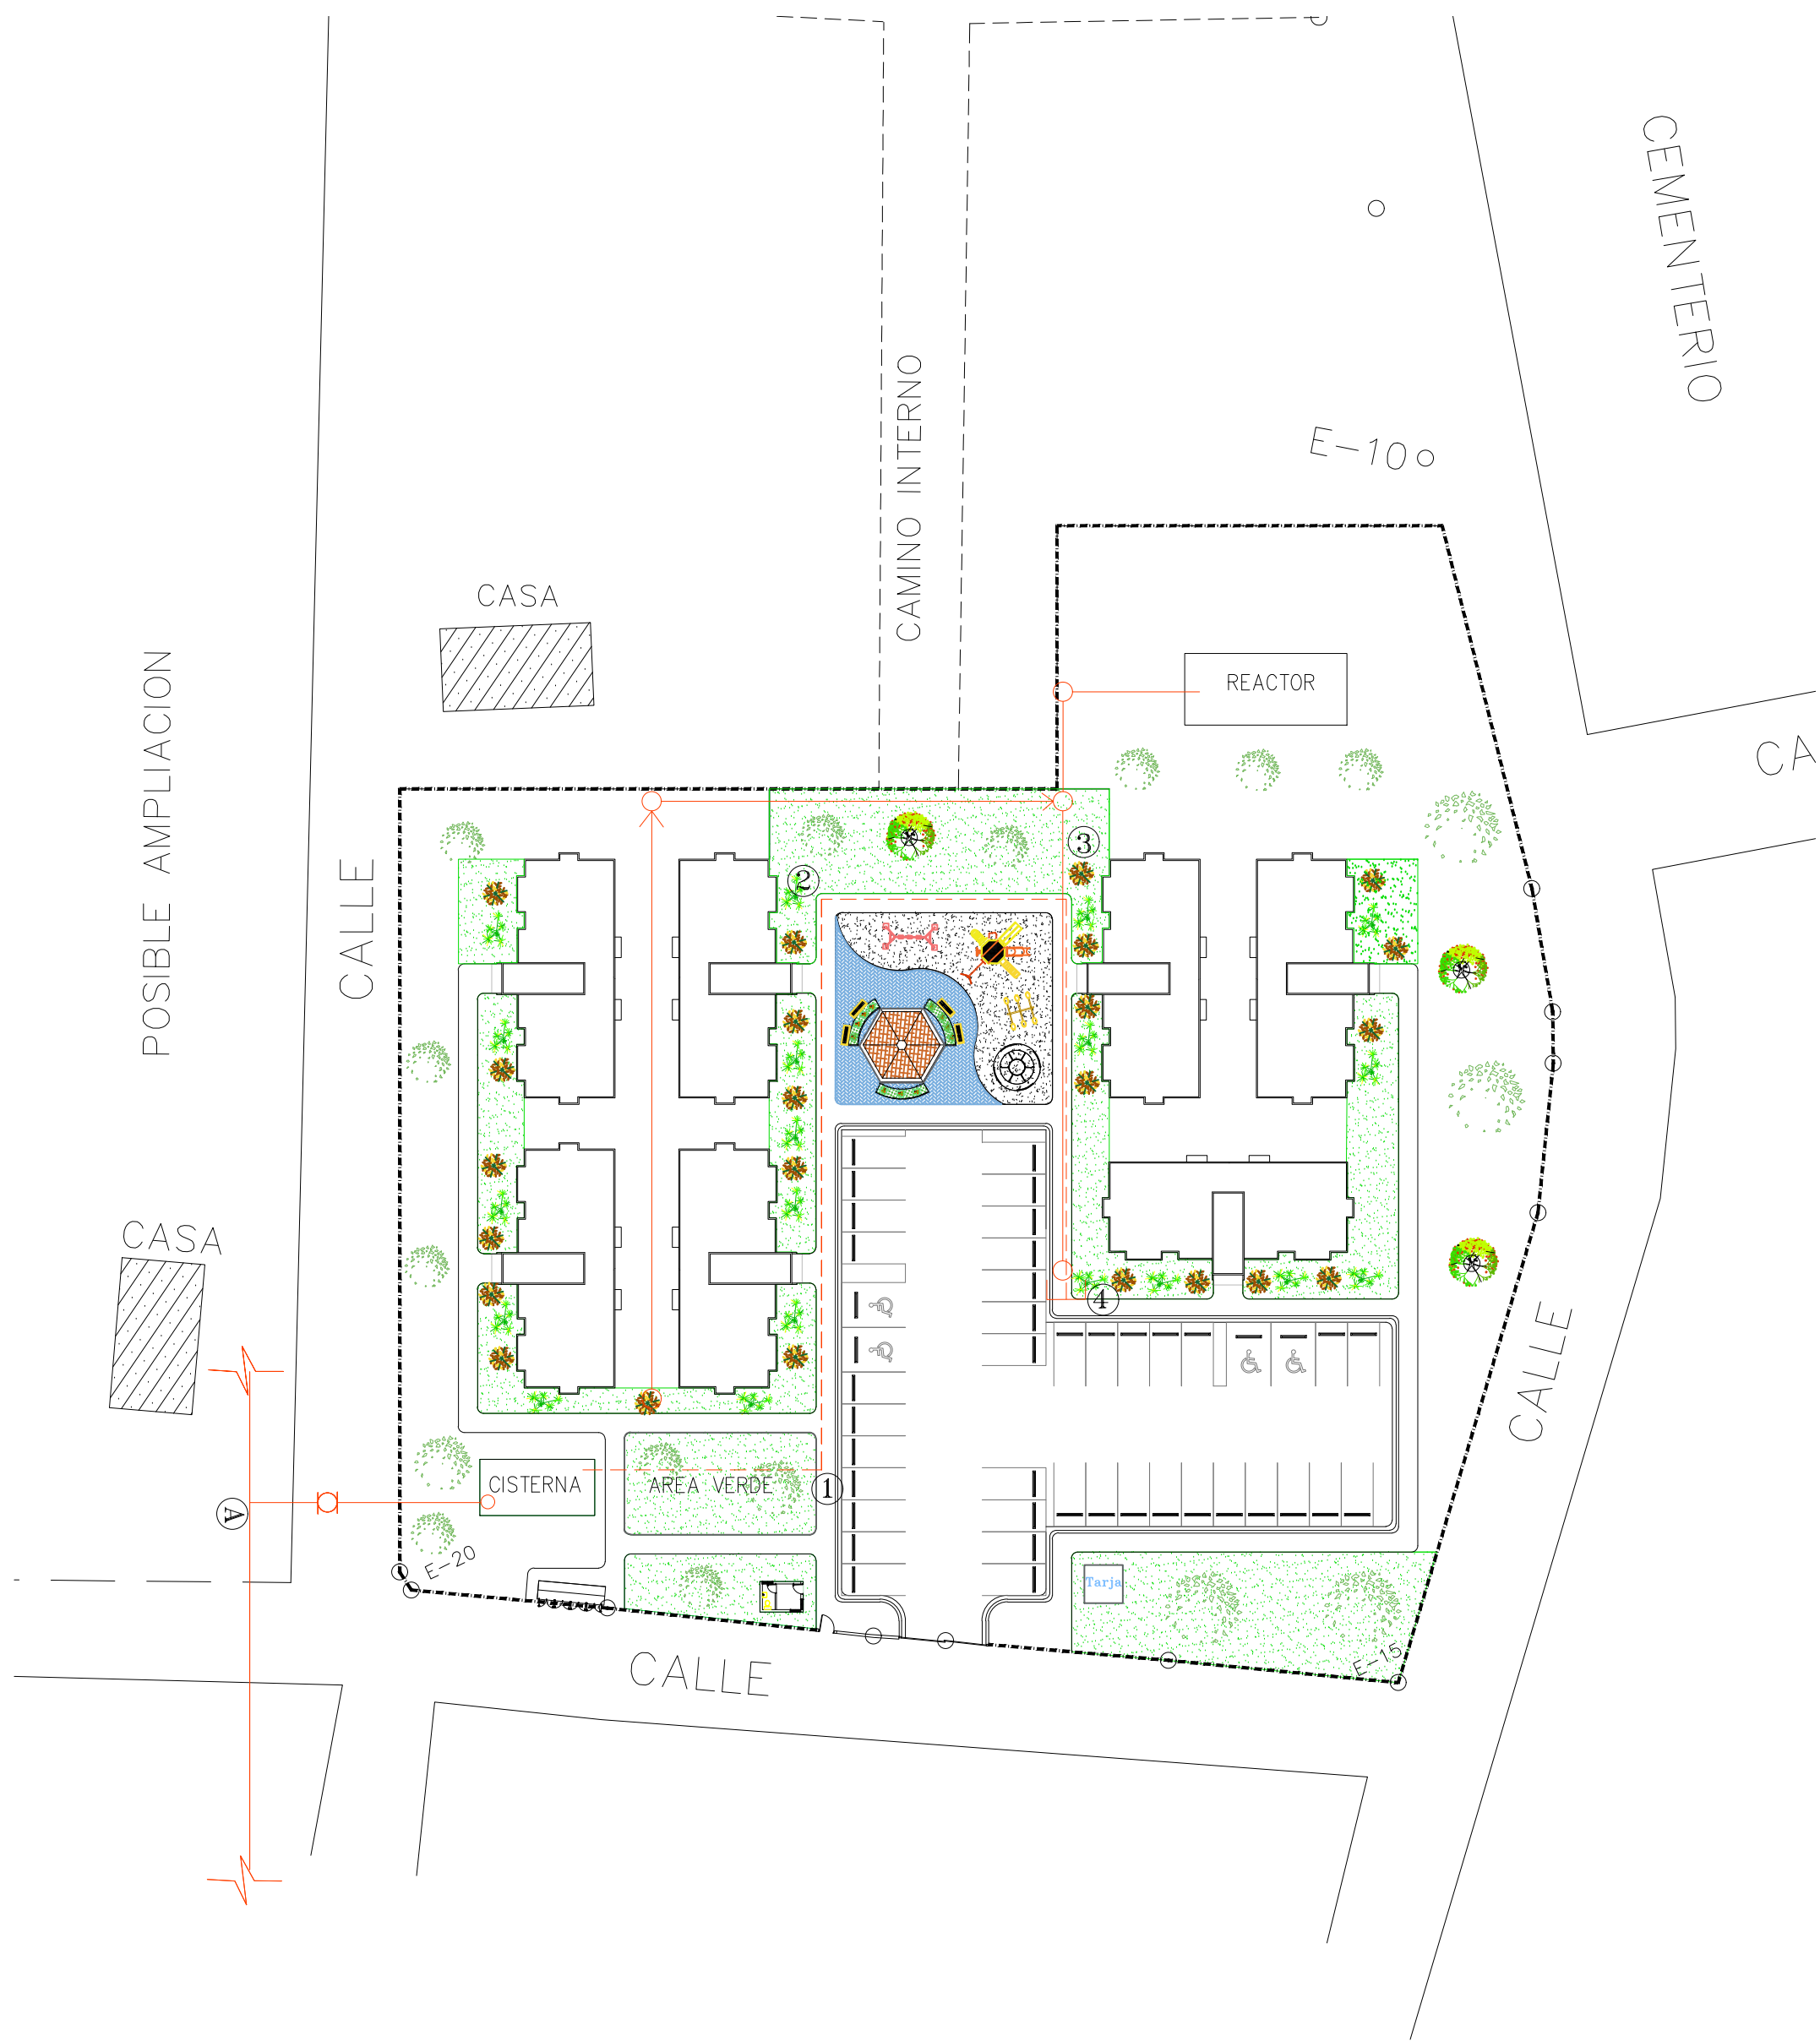 CEMENTERIO
CAMINO INTERNO
E-10
CASA
REACTOR
POSIBLE AMPLIACION
CALLE
CA
3
2
CASA
4
CALLE
CISTERNA
AREA VERDE
1
A
E-20
Tarja
CALLE
E-15